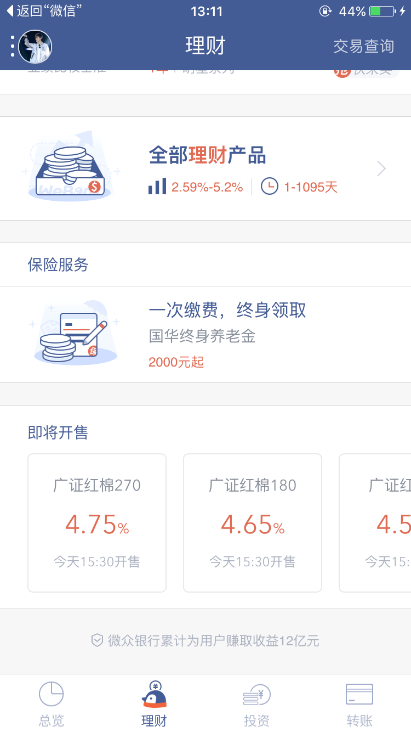 返回“微信”
13:11
44%
理财
交易查询
全部理财产品
2.59%-5.2%
1-1095天
保险服务
一次缴费，终身领取
国华终身养老金
2000元起
即将开售
广证红棉270
广证红棉180
广证红
4.75%
4.65%
4.5
今天15:30开售
今天15:30开售
今天15:
微众银行累计为用户赚取收益12亿元
总览
理财
投资
转账